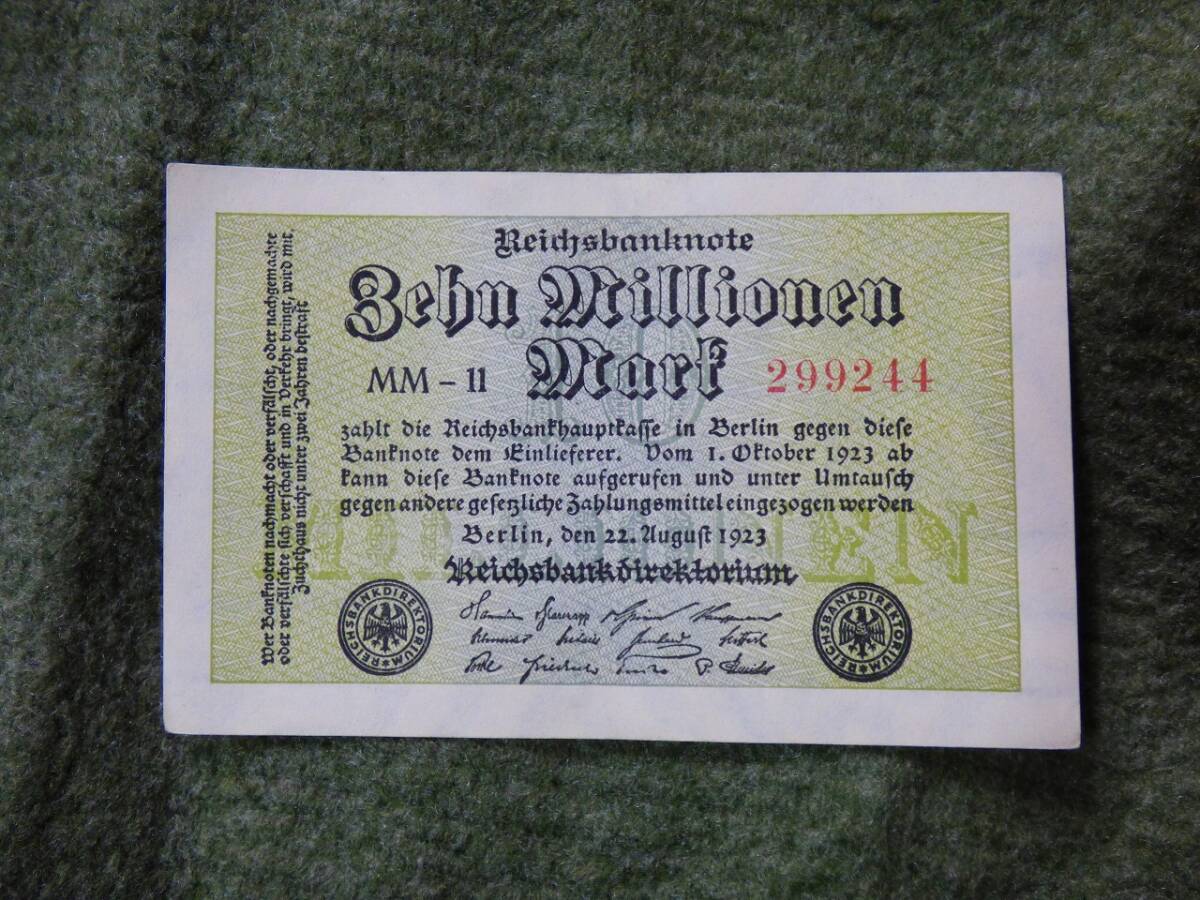 Reichsbanknote
Zehn Millionen
MM – 11 Mark 299244
zahlt die Reichsbankhauptkasse in Berlin gegen diese
Banknote dem Einlieferer. Vom 1. Oktober 1923 ab
kann diese Banknote aufgerufen und unter Umtausch
gegen andere gesetzliche Zahlungsmittel eingezogen werden
Berlin, den 22. August 1923
Reichsbankdirektorium
REICHSBANKDIREKTORIUM
REICHSBANKDIREKTORIUM
Wer Banknoten nachmacht oder verfälscht, oder nachgemachte
oder verfälschte sich verschafft und in Verkehr bringt, wird mit
Zuchthaus nicht unter zwei Jahren bestraft